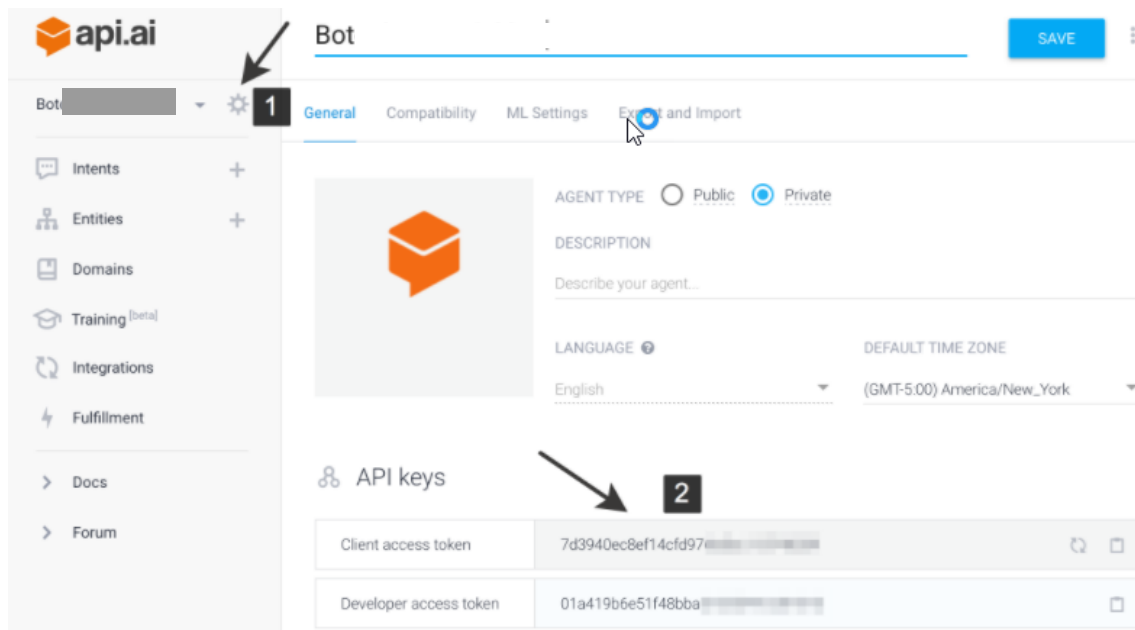 api.ai
Bot
SAVE
Bot
1
General Compatibility ML Settings Export and Import
Intents
Entities
Domains
Training [beta]
Integrations
Fulfillment
Docs
Forum
AGENT TYPE Public Private
DESCRIPTION
Describe your agent...
LANGUAGE DEFAULT TIME ZONE
English (GMT-5:00) America/New_York
API keys
2
Client access token 7d3940ec8ef14cfd97
Developer access token 01a419b6e51f48bba